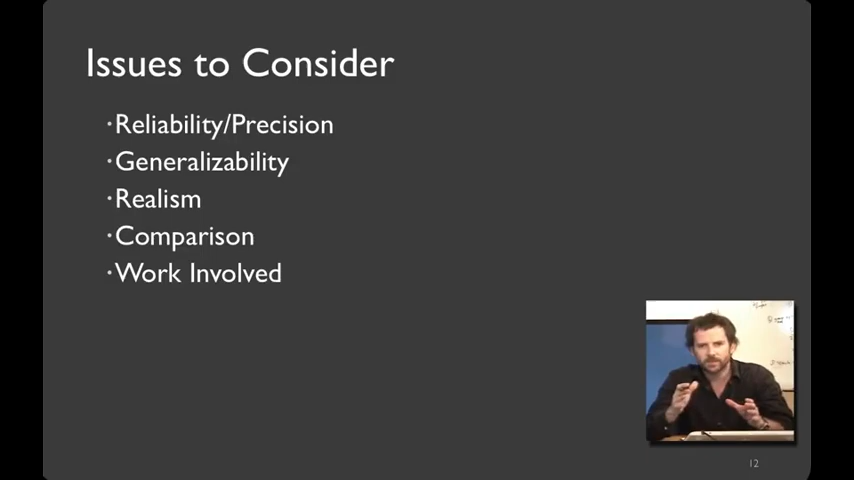 Issues to Consider
·Reliability/Precision
·Generalizability
·Realism
·Comparison
·Work Involved
12